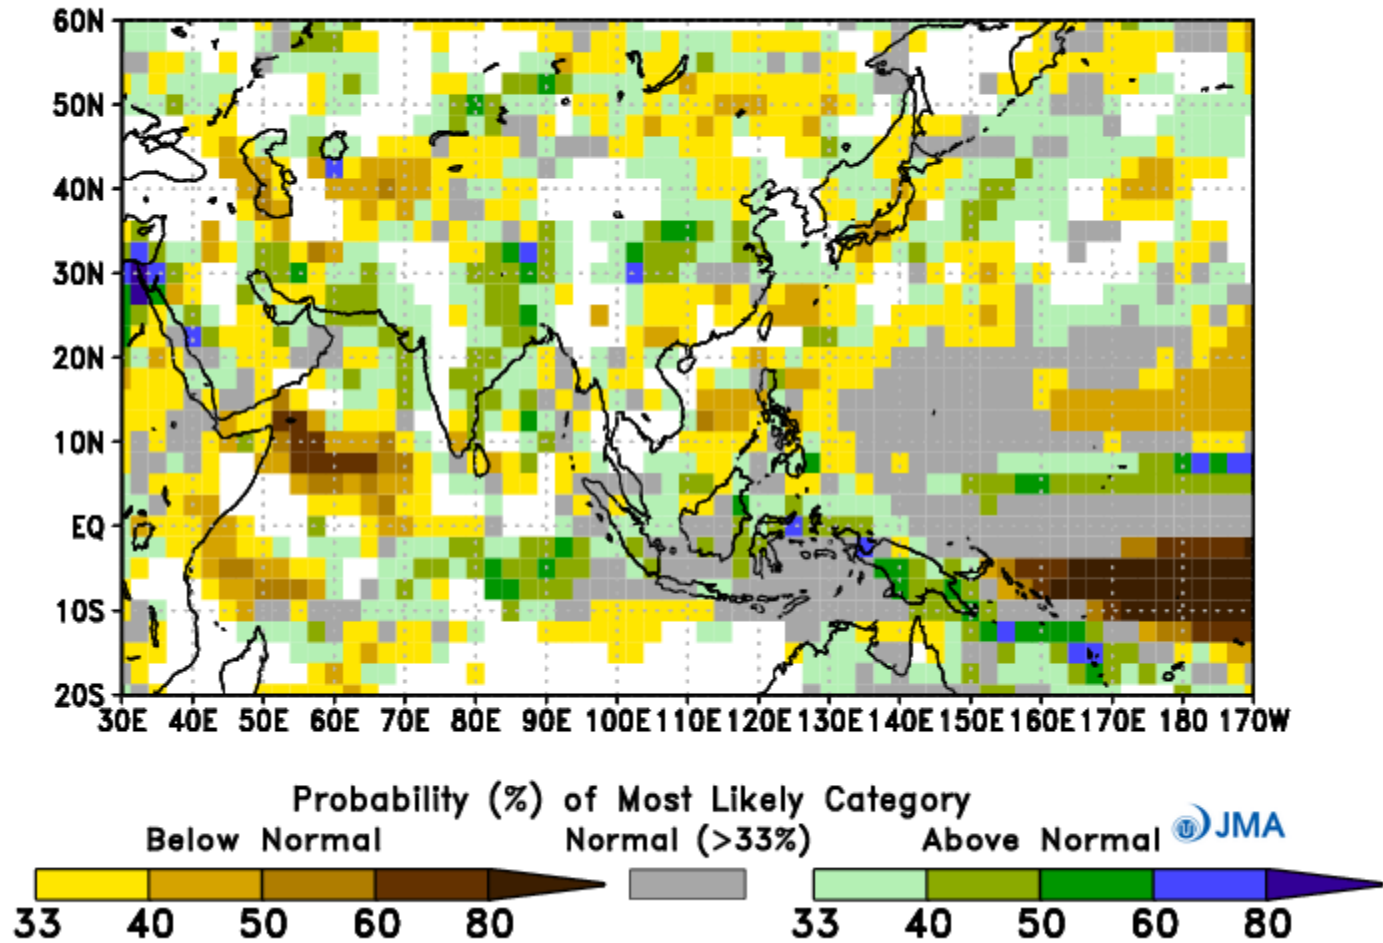 60N
50N
40N
30N
20N
10N
EQ
10S
20S
30E 40E 50E 60E 70E 80E 90E 100E 110E 120E 130E 140E 150E 160E 170E 180 170W
Probability (%) of Most Likely Category
Below Normal Normal (>33%) Above Normal JMA
33 40 50 60 80 33 40 50 60 80